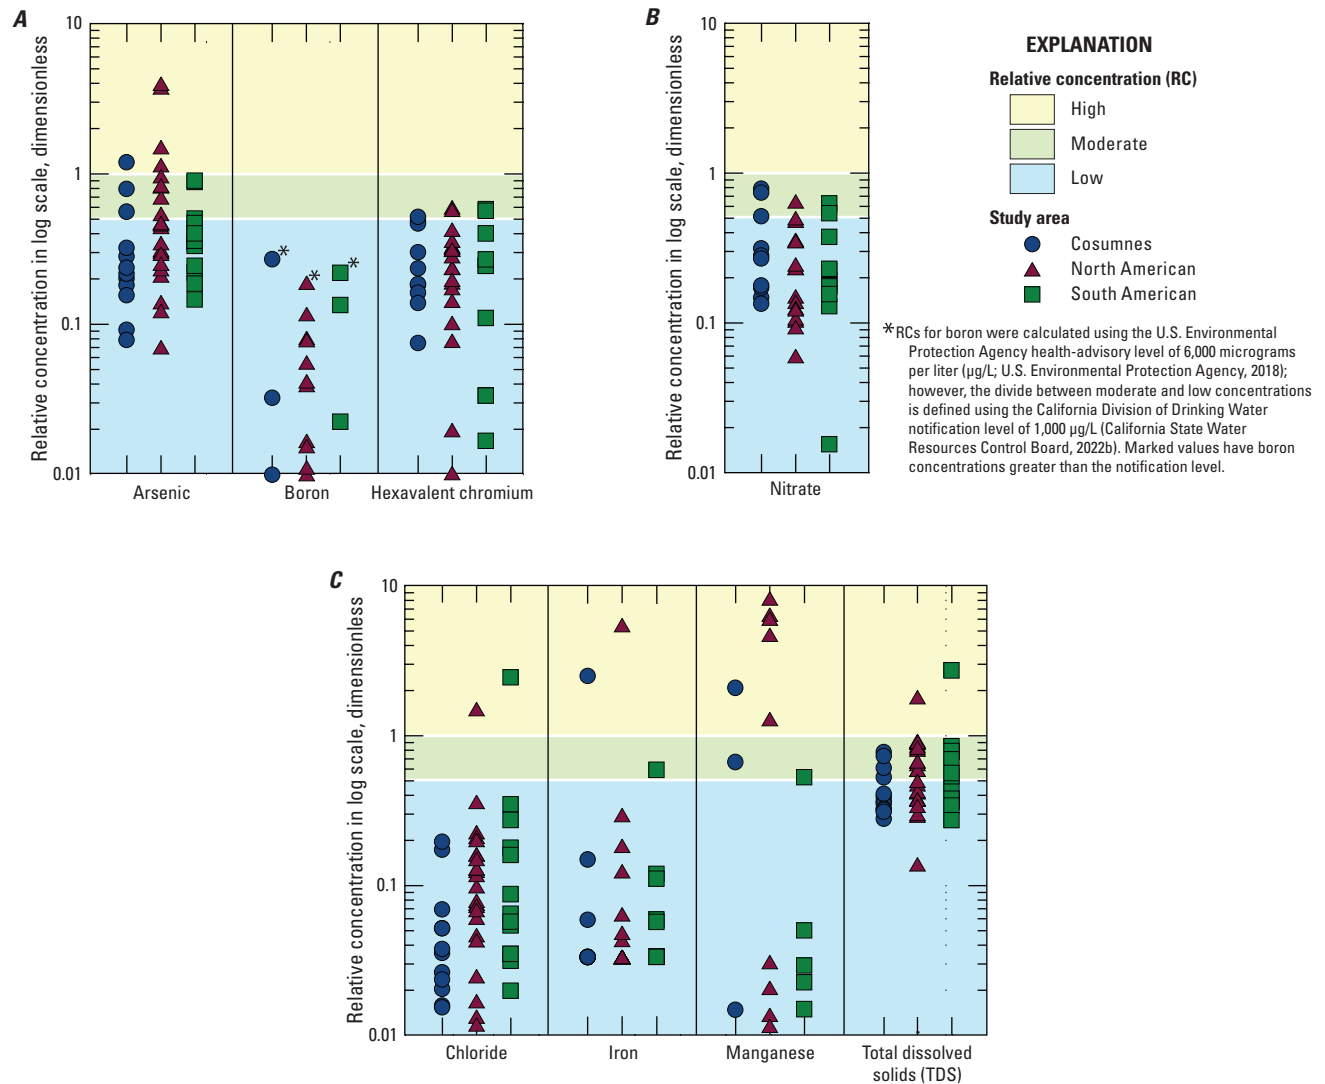 A
Relative concentration in log scale, dimensionless
10
1
0.1
0.01
*
*
*
Arsenic
Boron
Hexavalent chromium
B
Relative concentration in log scale, dimensionless
10
1
0.1
0.01
Nitrate
EXPLANATION
Relative concentration (RC)
High
Moderate
Low
Study area
Cosumnes
North American
South American
*RCs for boron were calculated using the U.S. Environmental
Protection Agency health-advisory level of 6,000 micrograms
per liter (µg/L; U.S. Environmental Protection Agency, 2018);
however, the divide between moderate and low concentrations
is defined using the California Division of Drinking Water
notification level of 1,000 µg/L (California State Water
Resources Control Board, 2022b). Marked values have boron
concentrations greater than the notification level.
C
Relative concentration in log scale, dimensionless
10
1
0.1
0.01
Chloride
Iron
Manganese
Total dissolved
solids (TDS)